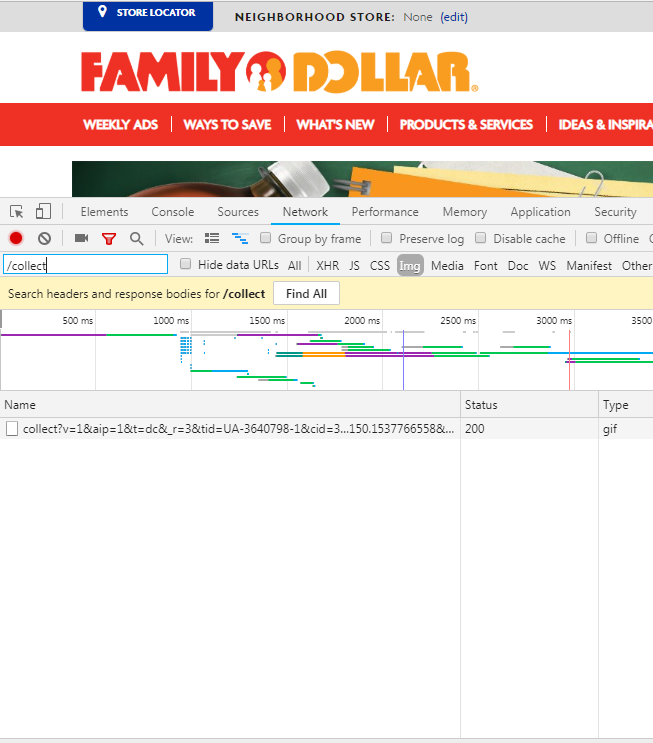 STORE LOCATOR NEIGHBORHOOD STORE: None (edit)
FAMILY DOLLAR®
WEEKLY ADS WAYS TO SAVE WHAT'S NEW PRODUCTS & SERVICES IDEAS & INSPIRA
Elements Console Sources Network Performance Memory Application Security
View: Group by frame Preserve log Disable cache Offline
/collect Hide data URLs All XHR JS CSS Img Media Font Doc WS Manifest Other
Search headers and response bodies for /collect Find All
500 ms 1000 ms 1500 ms 2000 ms 2500 ms 3000 ms 3500
Name Status Type
collect?v=1&aip=1&t=dc&_r=3&tid=UA-3640798-1&cid=3...150.1537766558&... 200 gif